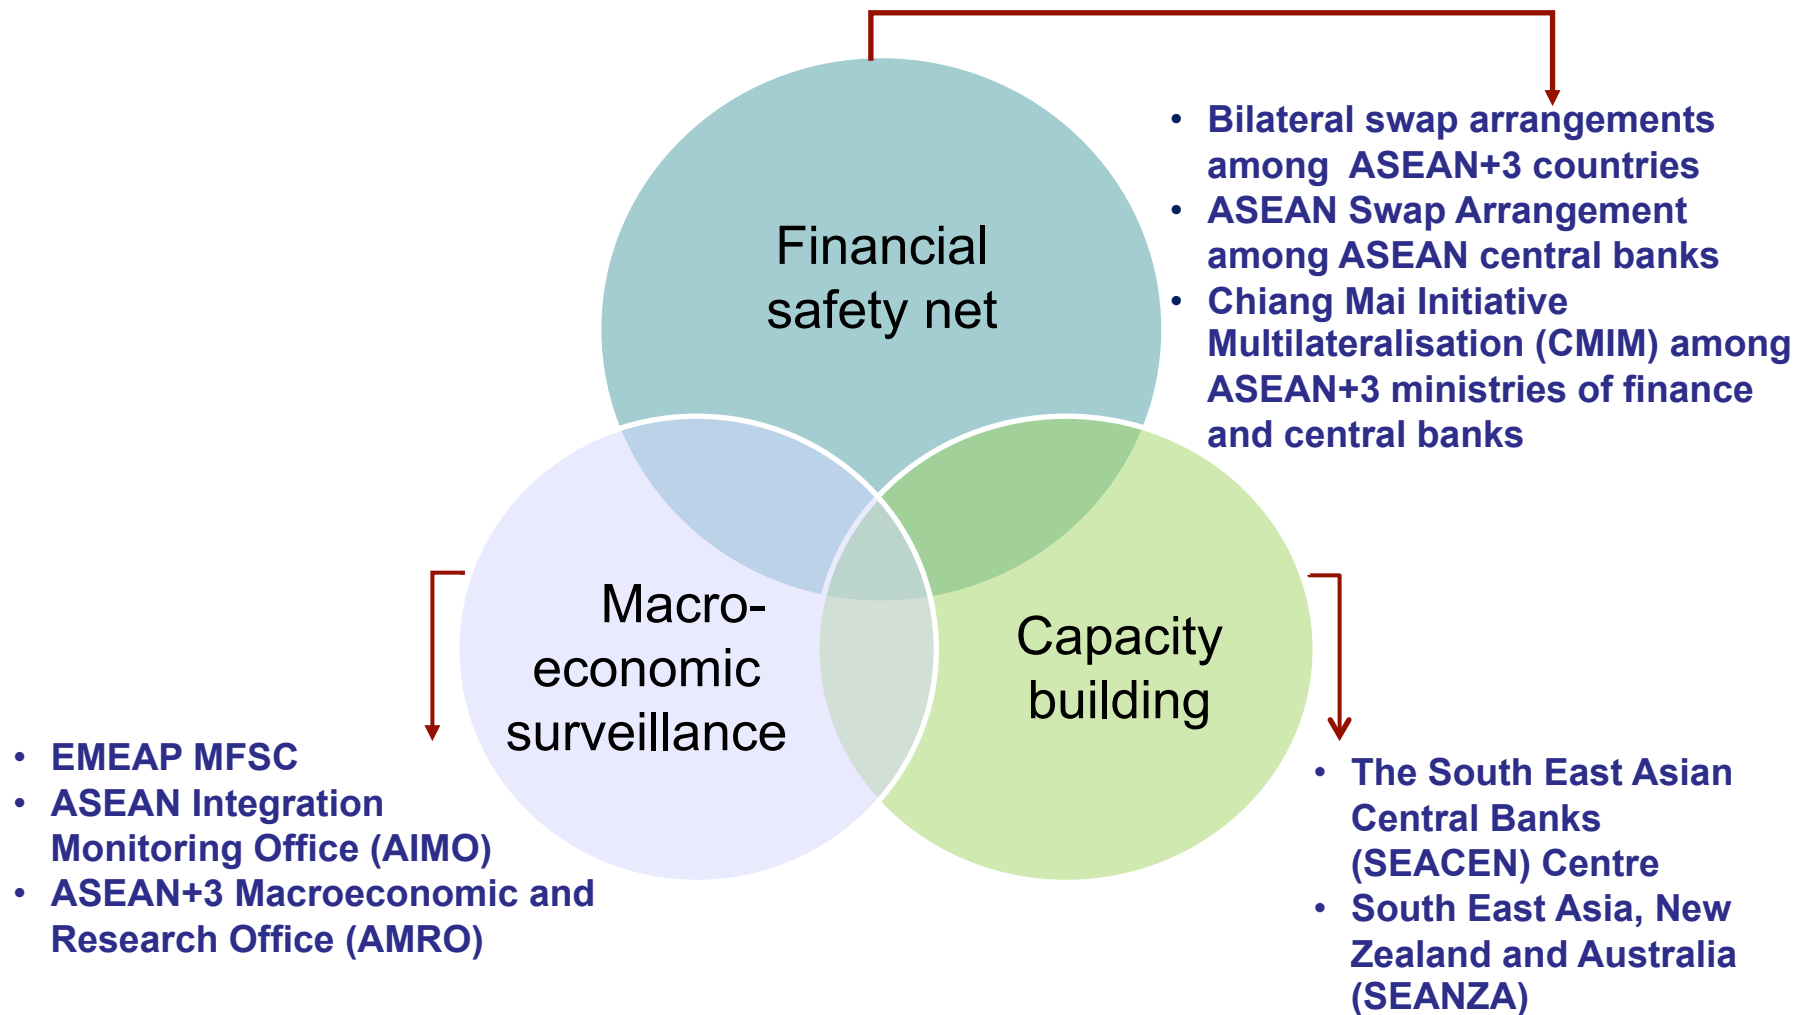 Financial
safety net
• Bilateral swap arrangements
among ASEAN+3 countries
• ASEAN Swap Arrangement
among ASEAN central banks
• Chiang Mai Initiative
Multilateralisation (CMIM) among
ASEAN+3 ministries of finance
and central banks
Macro-
economic
surveillance
• EMEAP MFSC
• ASEAN Integration
Monitoring Office (AIMO)
• ASEAN+3 Macroeconomic and
Research Office (AMRO)
Capacity
building
• The South East Asian
Central Banks
(SEACEN) Centre
• South East Asia, New
Zealand and Australia
(SEANZA)